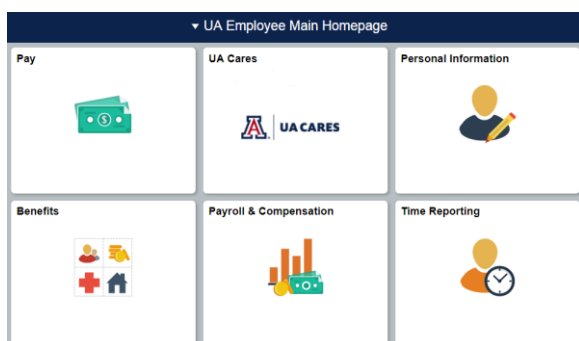 UA Employee Main Homepage
Pay
UA Cares
Personal Information
$
A
UA CARES
Benefits
Payroll & Compensation
Time Reporting